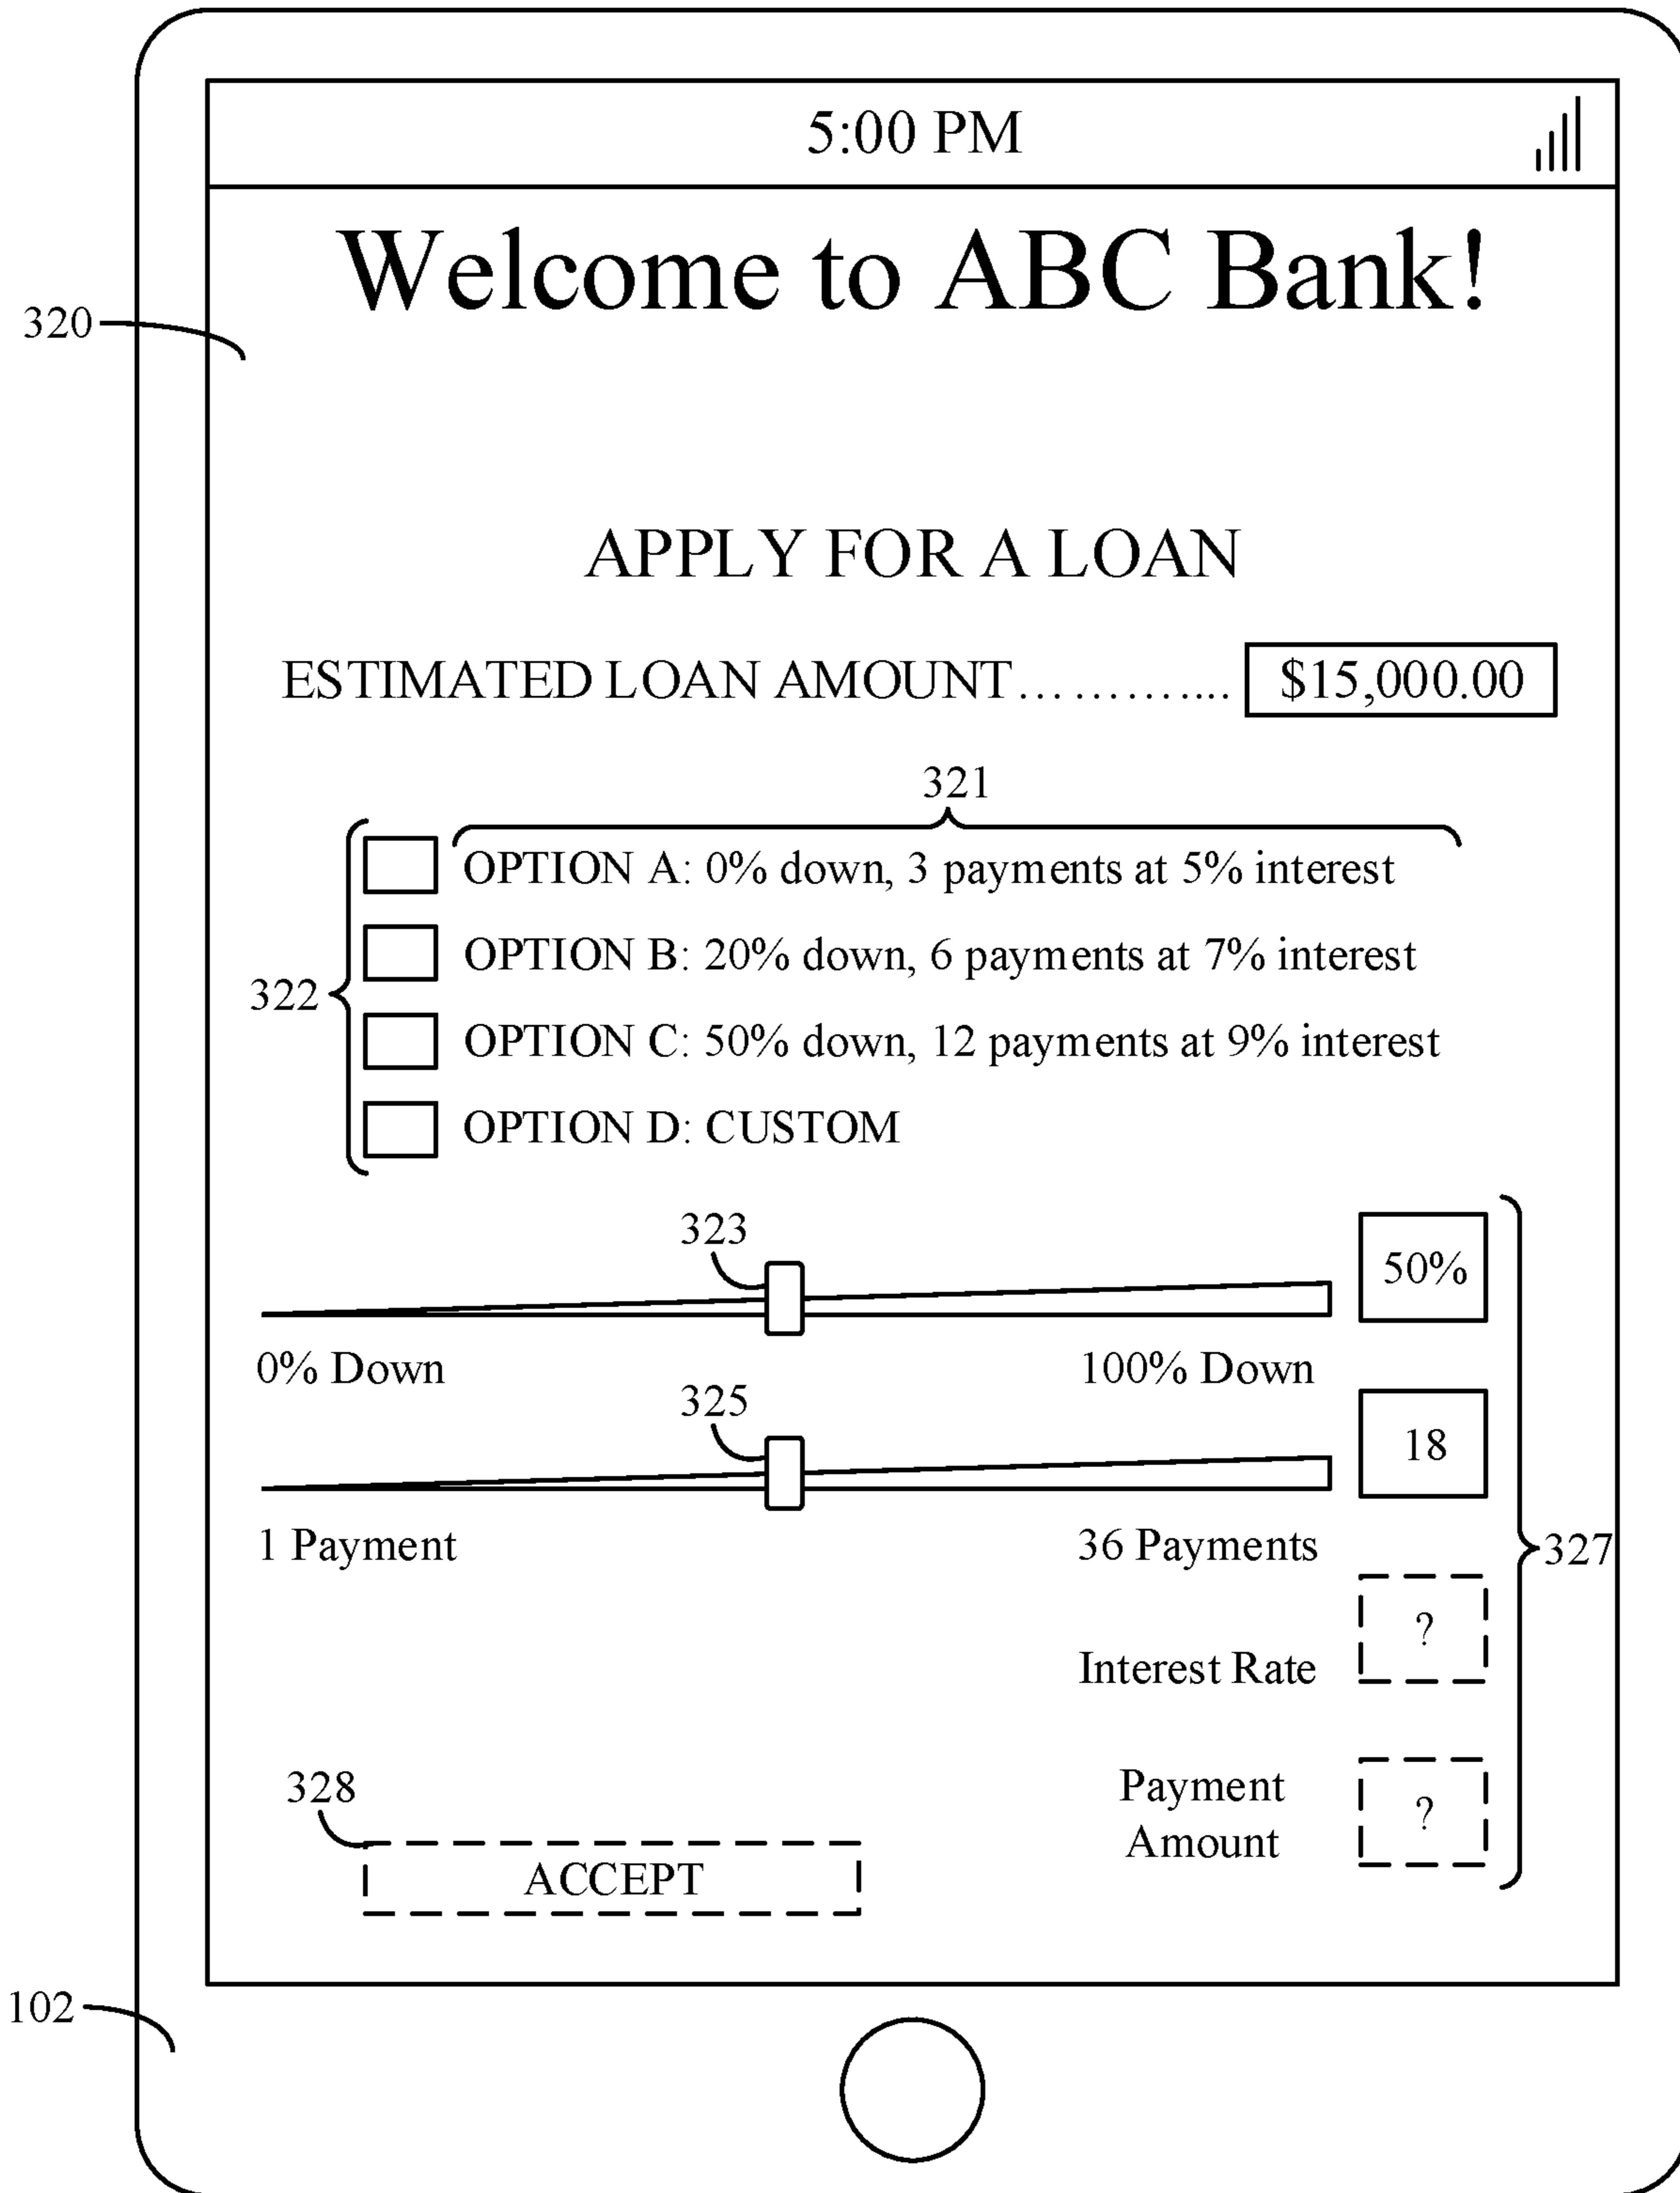 5:00 PM
Welcome to ABC Bank!
320
APPLY FOR A LOAN
ESTIMATED LOAN AMOUNT………..... $15,000.00
321
OPTION A: 0% down, 3 payments at 5% interest
OPTION B: 20% down, 6 payments at 7% interest
322
OPTION C: 50% down, 12 payments at 9% interest
OPTION D: CUSTOM
323
50%
0% Down 100% Down
325
18
1 Payment 36 Payments
327
?
Interest Rate
328
Payment
Amount
?
ACCEPT
102